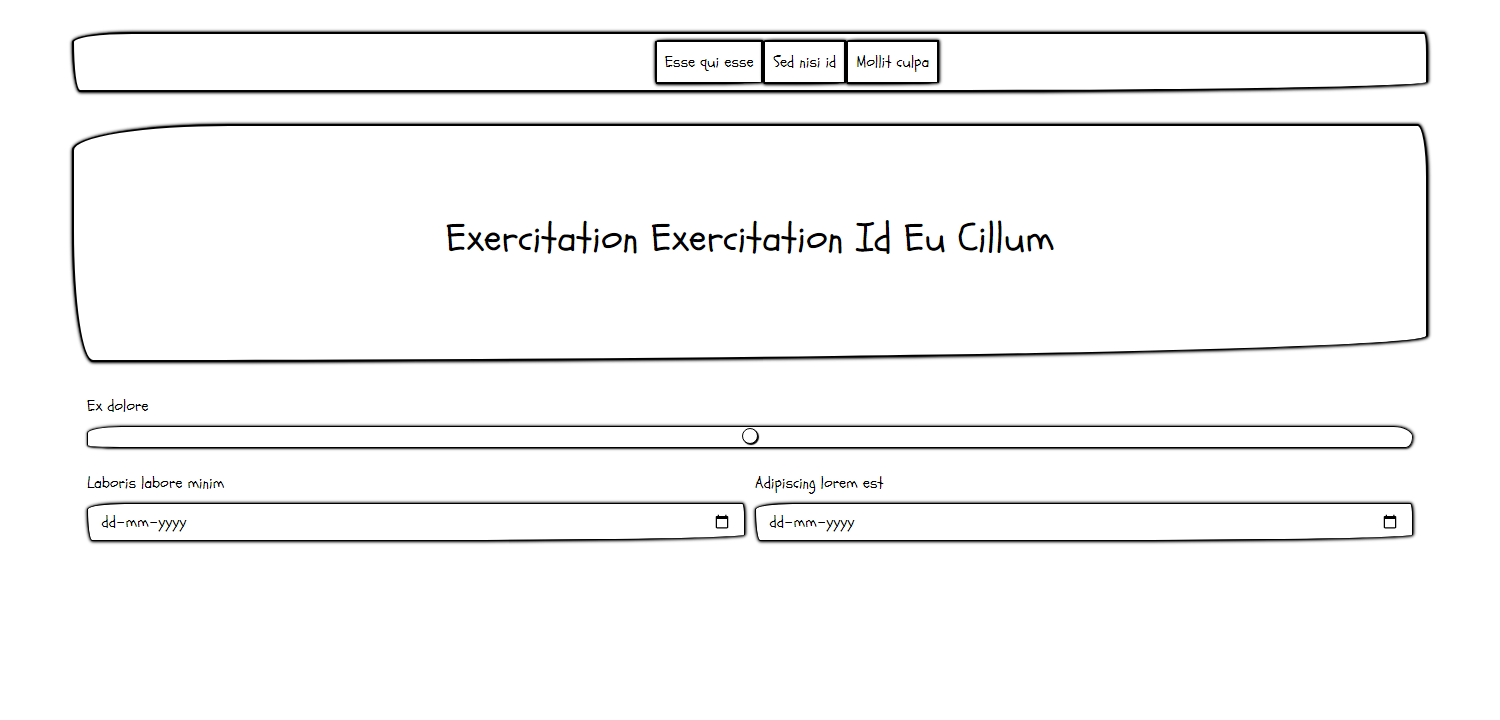 Esse qui esse Sed nisi id Mollit culpa
Exercitation Exercitation Id Eu Cillum
Ex dolore
Laboris labore minim Adipiscing lorem est
dd-mm-yyyy dd-mm-yyyy